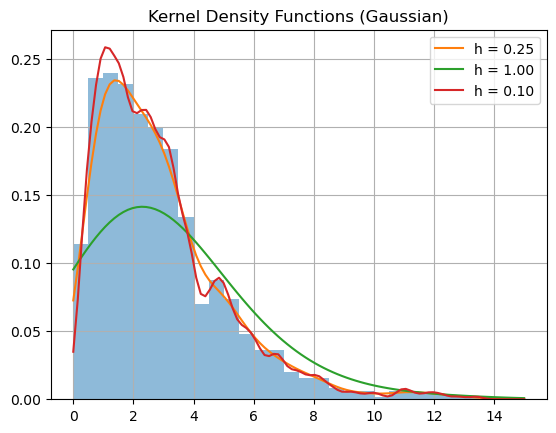 Kernel Density Functions (Gaussian)
h = 0.25
h = 1.00
h = 0.10
0.25
0.20
0.15
0.10
0.05
0.00
0 2 4 6 8 10 12 14